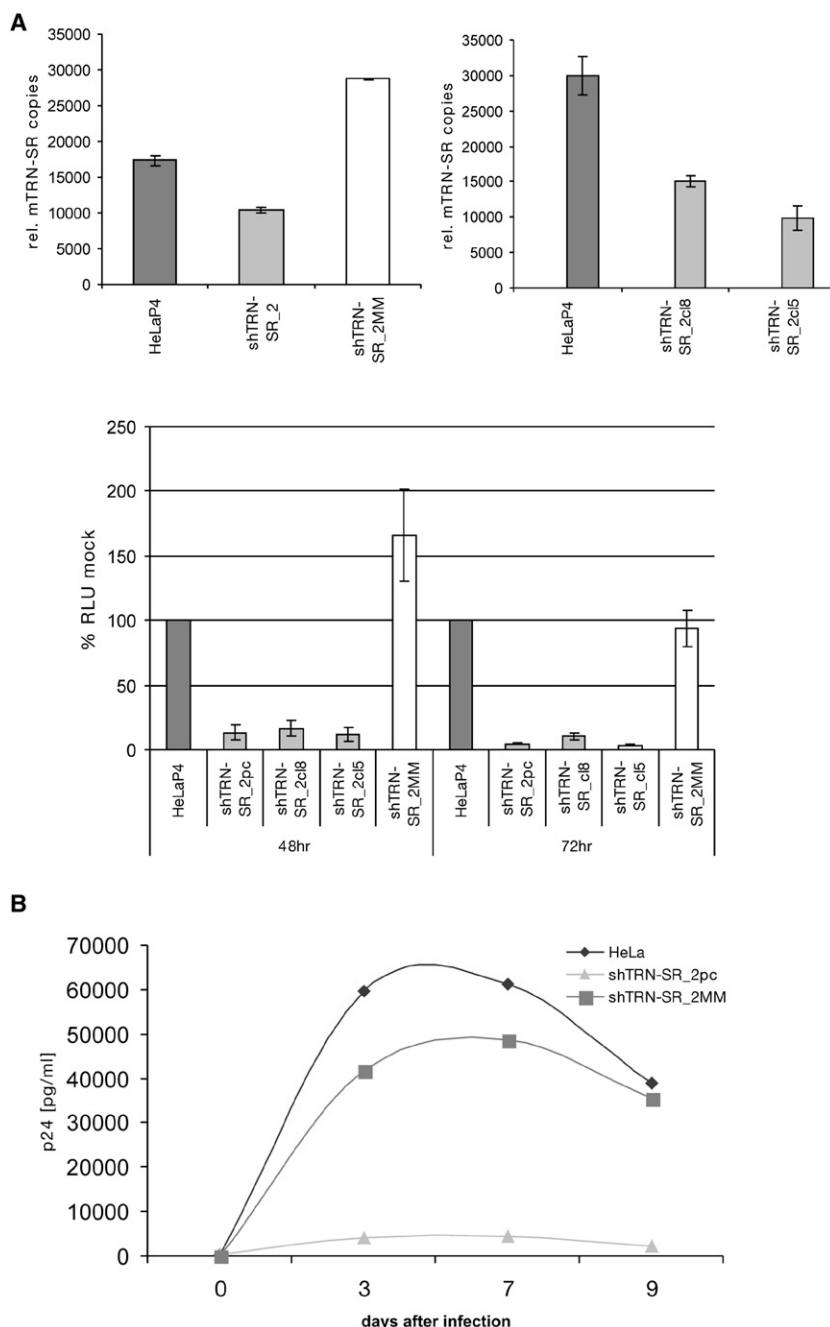 A
rel. mTRN-SR copies
35000
30000
25000
20000
15000
10000
5000
0
HeLaP4
shTRN-
SR_2
shTRN-
SR_2MM
rel. mTRN-SR copies
35000
30000
25000
20000
15000
10000
5000
0
HeLaP4
shTRN-
SR_2cl8
shTRN-
SR_2cl5
% RLU mock
250
200
150
100
50
0
HeLaP4
shTRN-
SR_2pc
shTRN-
SR_2cl8
shTRN-
SR_2cl5
shTRN-
SR_2MM
HeLaP4
shTRN-
SR_2pc
shTRN-
SR_cl8
shTRN-
SR_cl5
shTRN-
SR_2MM
48hr
72hr
B
p24 [pg/ml]
70000
60000
50000
40000
30000
20000
10000
0
HeLa
shTRN-SR_2pc
shTRN-SR_2MM
0
3
7
9
days after infection